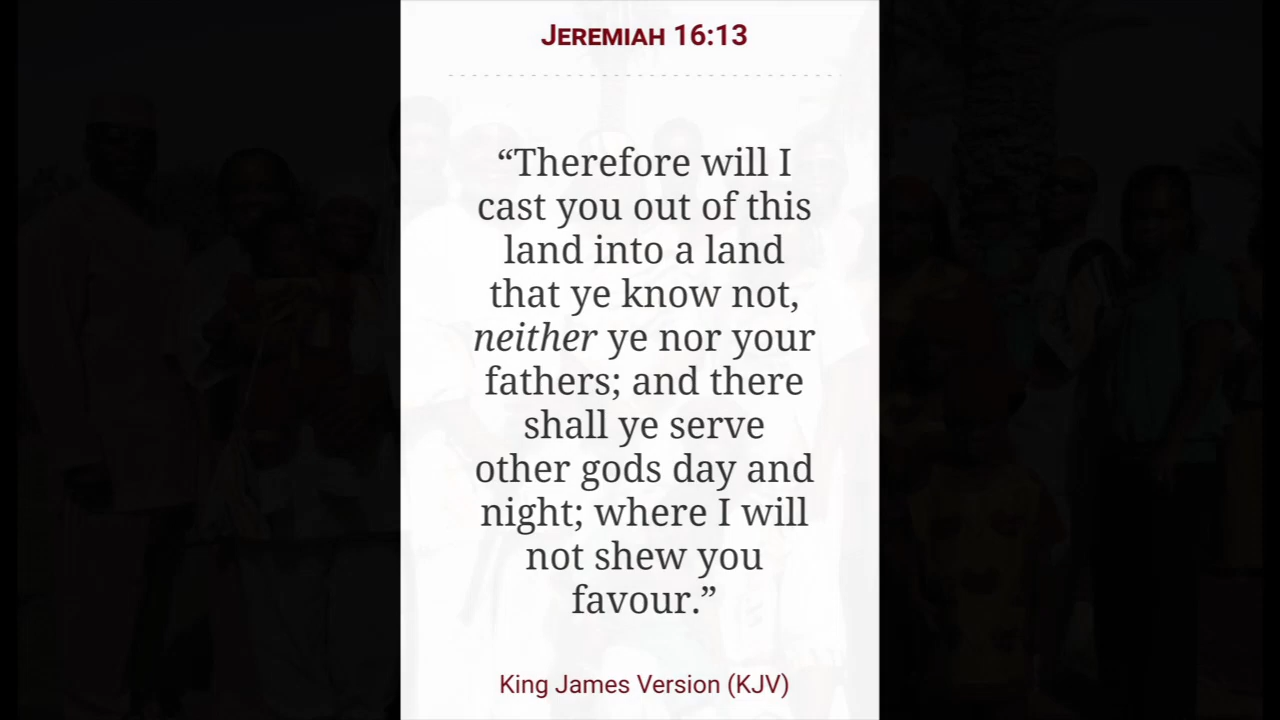 Jeremiah 16:13
“Therefore will I
cast you out of this
land into a land
that ye know not,
neither ye nor your
fathers; and there
shall ye serve
other gods day and
night; where I will
not shew you
favour.”
King James Version (KJV)